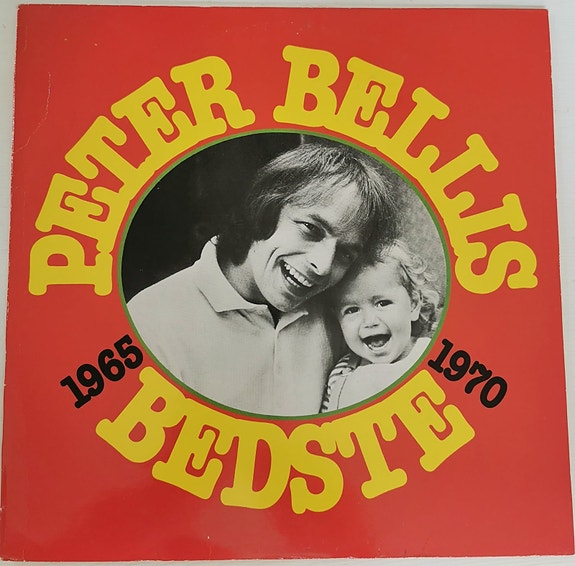 PETER BELLIS
1965
1970
BEDSTE